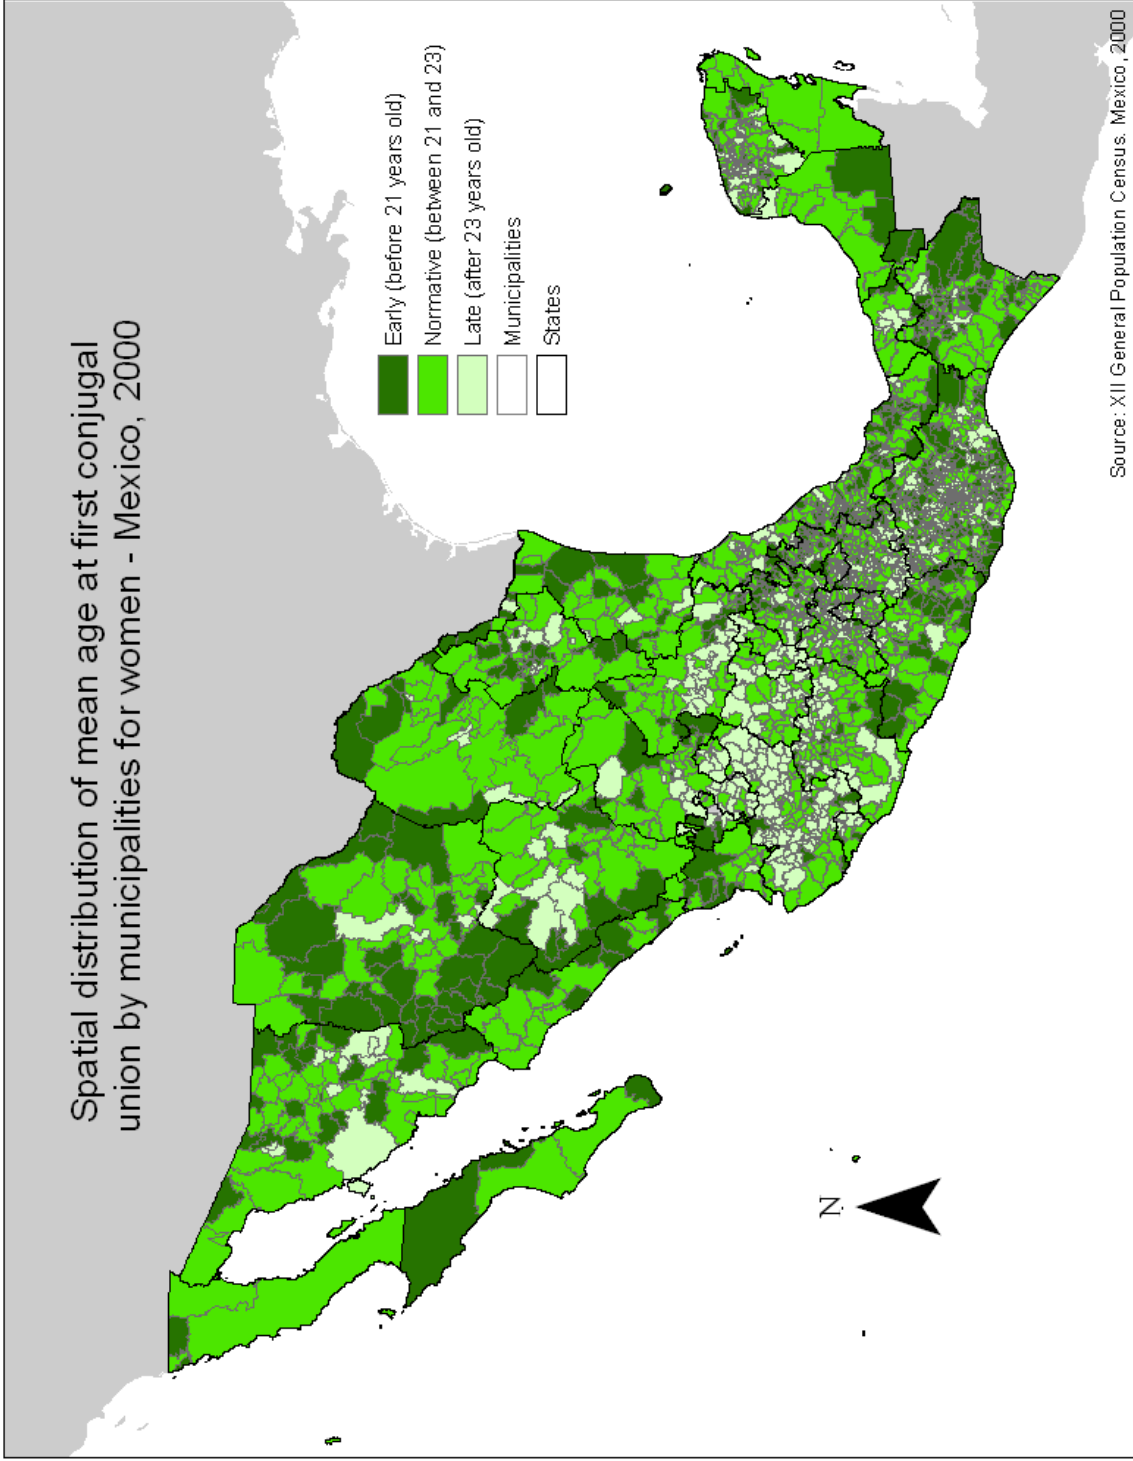 Spatial distribution of mean age at first conjugal
union by municipalities for women - Mexico, 2000
Early (before 21 years old)
Normative (between 21 and 23)
Late (after 23 years old)
Municipalities
States
N
Source: XII General Population Census. Mexico, 2000